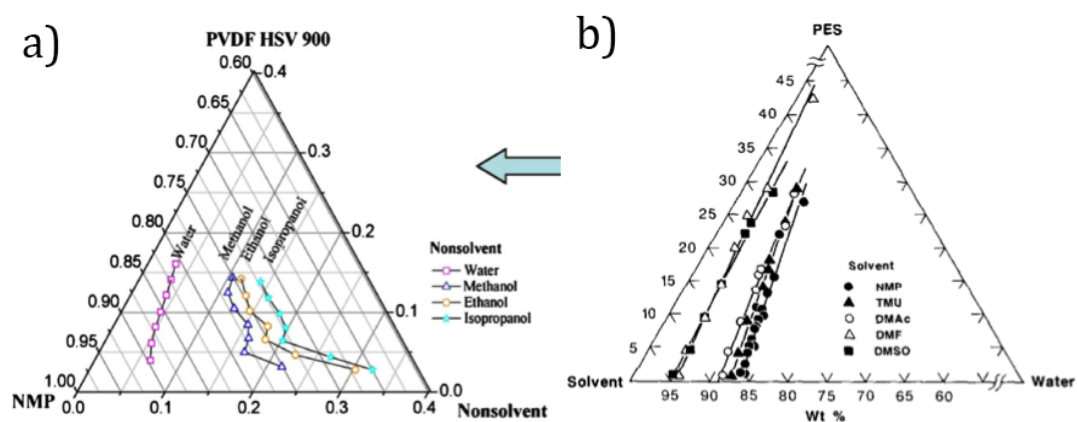 a)
PVDF HSV 900
0.60
0.4
0.65
0.70
0.3
0.75
0.80
0.2
0.85
0.90
0.1
0.95
1.00
0.0
NMP
0.0
0.1
0.2
0.3
0.4
Nonsolvent
Water
Methanol
Ethanol
Isopropanol
Nonsolvent
Water
Methanol
Ethanol
Isopropanol
b)
PES
45
40
35
30
25
20
15
10
5
Solvent
Water
95 90 85 80 75 70 65 60
Wt %
Solvent
NMP
TMU
DMAc
DMF
DMSO